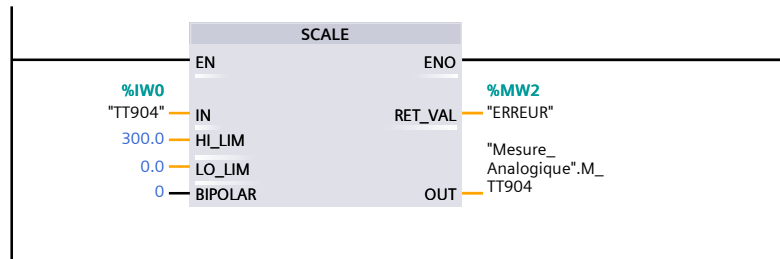 SCALE
EN ENO
%IW0 %MW2
"TT904" IN RET_VAL "ERREUR"
300.0 HI_LIM
"Mesure_
0.0 LO_LIM Analogique".M_
0 BIPOLAR OUT TT904